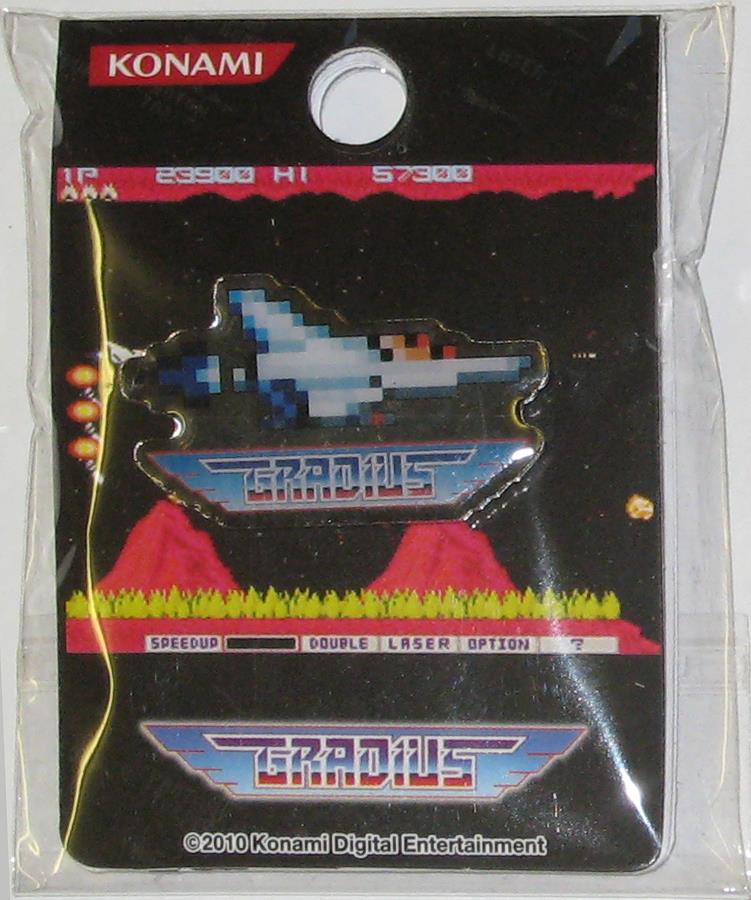 KONAMI
1P 23900 HI 57300
GRADIUS
SPEEDUP DOUBLE LASER OPTION ?
GRADIUS
©2010 Konami Digital Entertainment